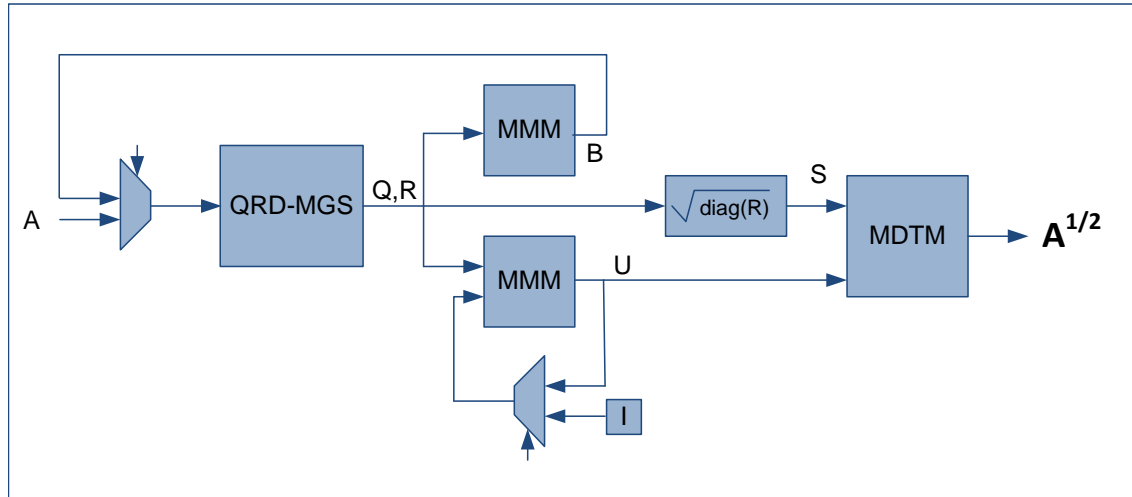 MMM
B
Q,R
QRD-MGS
S
√diag(R)
A
MDTM
A^{1/2}
MMM
U
I